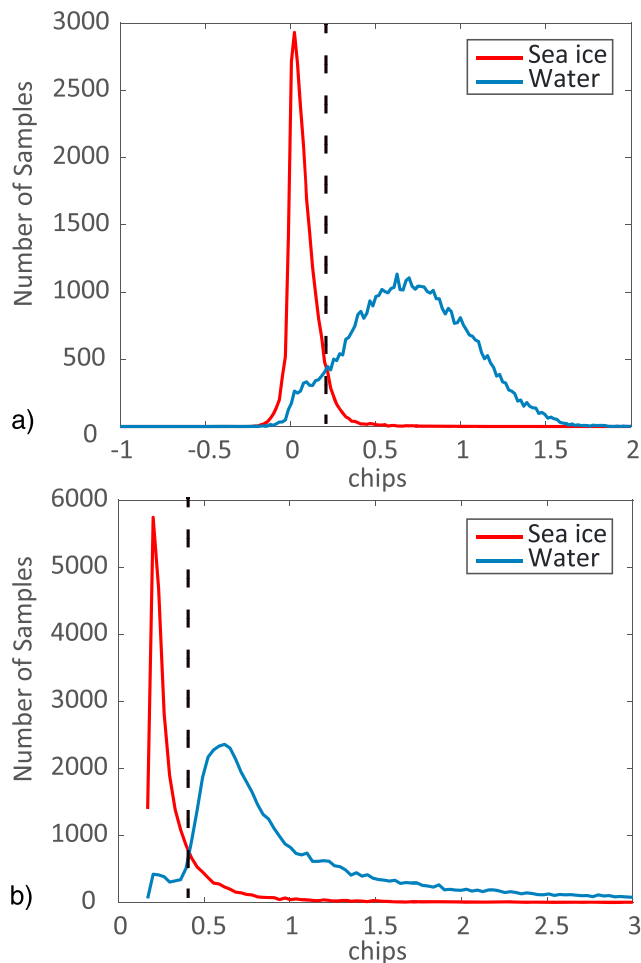 3000
2500
2000
1500
1000
500
0
Number of Samples
Sea ice
Water
a)
-1 -0.5 0 0.5 1 1.5 2
chips
6000
5000
4000
3000
2000
1000
0
Number of Samples
Sea ice
Water
b)
0 0.5 1 1.5 2 2.5 3
chips